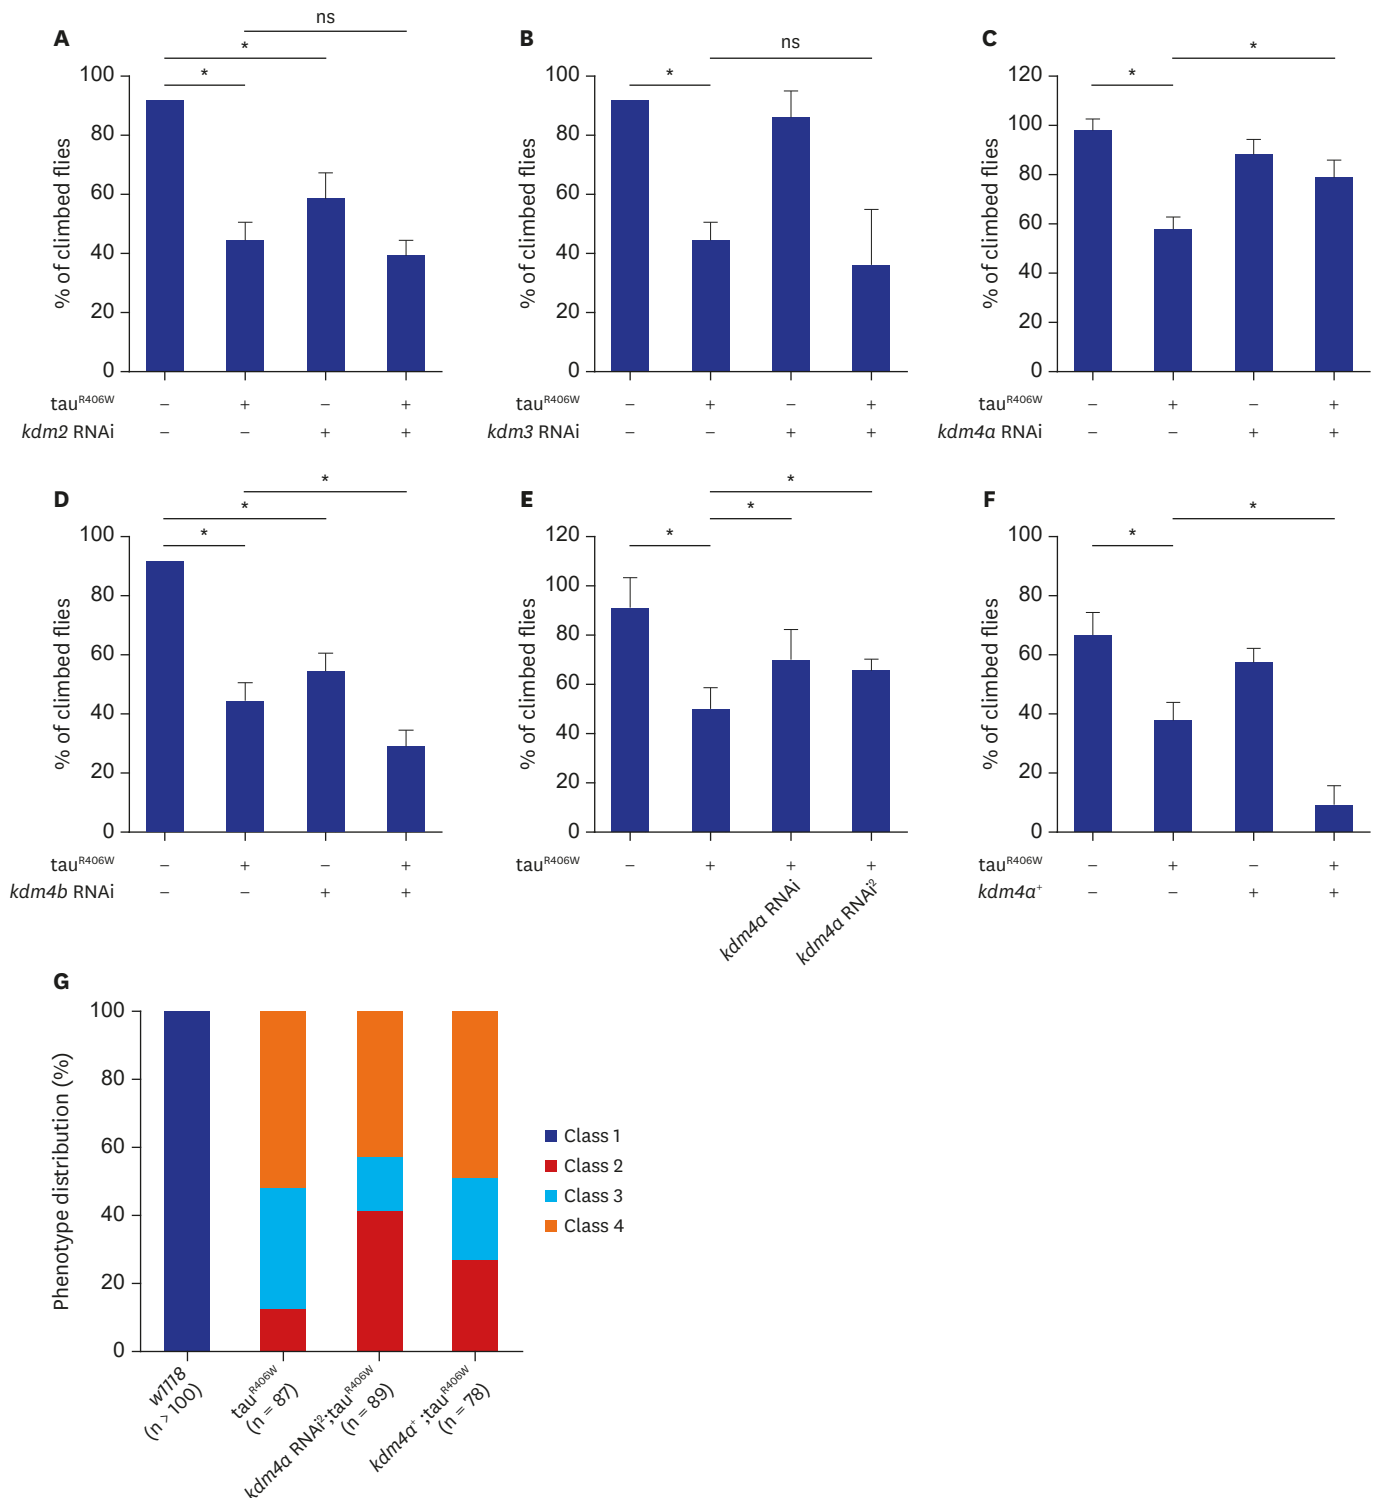 A
ns
*
*
100
80
60
40
20
0
% of climbed flies
tauR406W − + − +
kdm2 RNAi − − + +
B
ns
*
100
80
60
40
20
0
% of climbed flies
tauR406W − + − +
kdm3 RNAi − − + +
C
*
*
120
100
80
60
40
20
0
% of climbed flies
tauR406W − + − +
kdm4a RNAi − − + +
D
*
*
*
100
80
60
40
20
0
% of climbed flies
tauR406W − + − +
kdm4b RNAi − − + +
E
*
*
*
120
100
80
60
40
20
0
% of climbed flies
tauR406W − + + +
kdm4a RNAi
kdm4a RNAi2
F
*
*
100
80
60
40
20
0
% of climbed flies
tauR406W − + − +
kdm4a+ − − + +
G
100
80
60
40
20
0
Phenotype distribution (%)
w1118
(n > 100)
tauR406W
(n = 87)
kdm4a RNAi2;tauR406W
(n = 89)
kdm4a+ ;tauR406W
(n = 78)
Class 1
Class 2
Class 3
Class 4